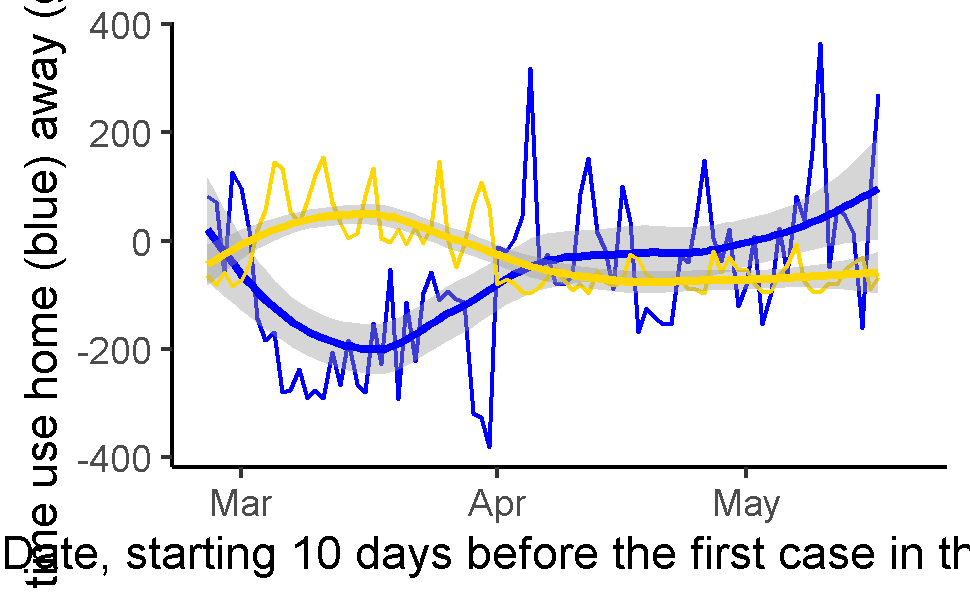 time use home (blue) away (
400
200
0
-200
-400
Mar Apr May
Date, starting 10 days before the first case in th